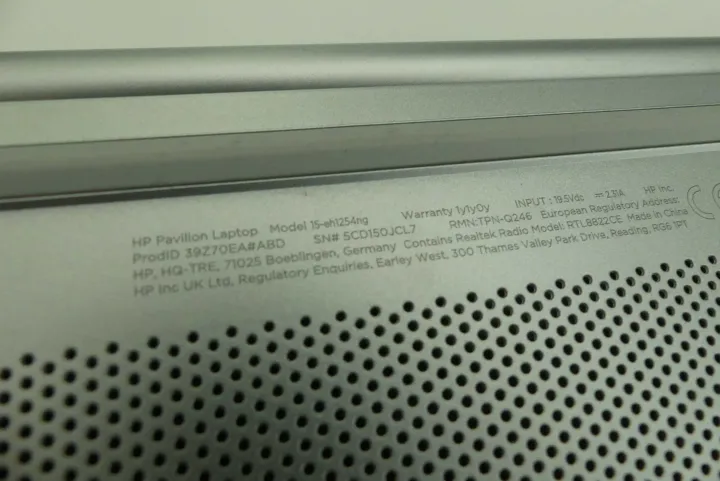 HP Pavilion Laptop Model 15-eh1254ng Warranty 1y1y0y INPUT : 19.5Vdc ⎓ 2.31A HP Inc.
ProdID 39Z70EA#ABD SN# 5CD150JCL7 RMN:TPN-Q246 European Regulatory Address:
HP, HQ-TRE, 71025 Boeblingen, Germany Contains Realtek Radio Model: RTL8822CE Made in China
HP Inc UK Ltd, Regulatory Enquiries, Earley West, 300 Thames Valley Park Drive, Reading, RG6 1PT